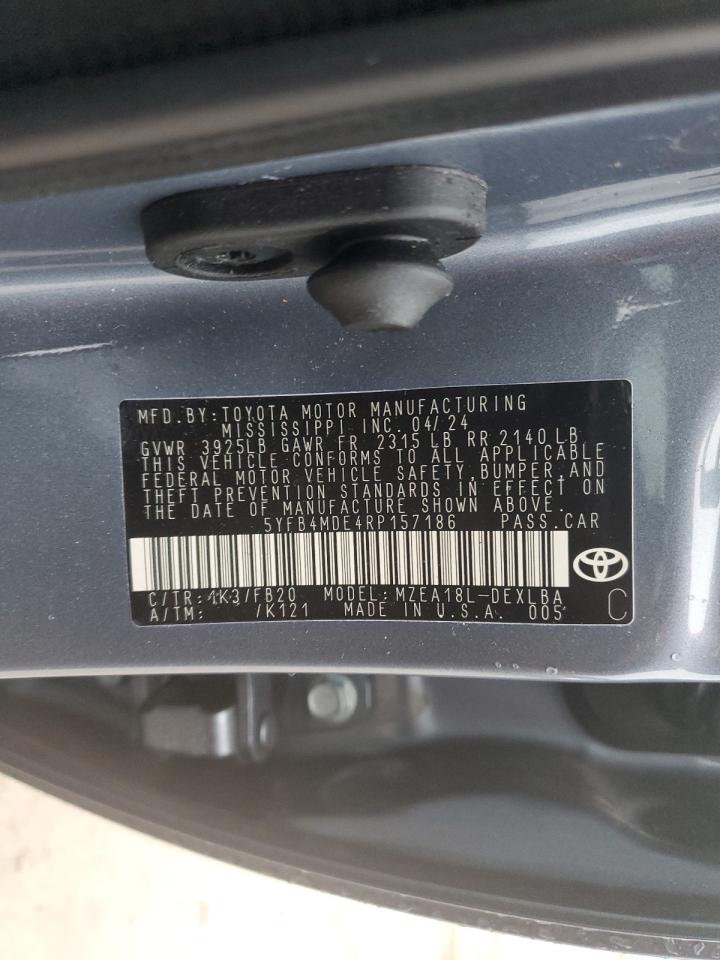 MFD.BY:TOYOTA MOTOR MANUFACTURING
MISSISSIPPI INC. 04/24
GVWR 3925LB GAWR FR 2315 LB RR 2140 LB
THIS VEHICLE CONFORMS TO ALL APPLICABLE
FEDERAL MOTOR VEHICLE SAFETY, BUMPER, AND
THEFT PREVENTION STANDARDS IN EFFECT ON
THE DATE OF MANUFACTURE SHOWN ABOVE.
5YFB4MDE4RP157186 PASS.CAR
C/TR: 1K3/FB20 MODEL: MZEA18L-DEXLBA
A/TM: /K121 MADE IN U.S.A. 005 C